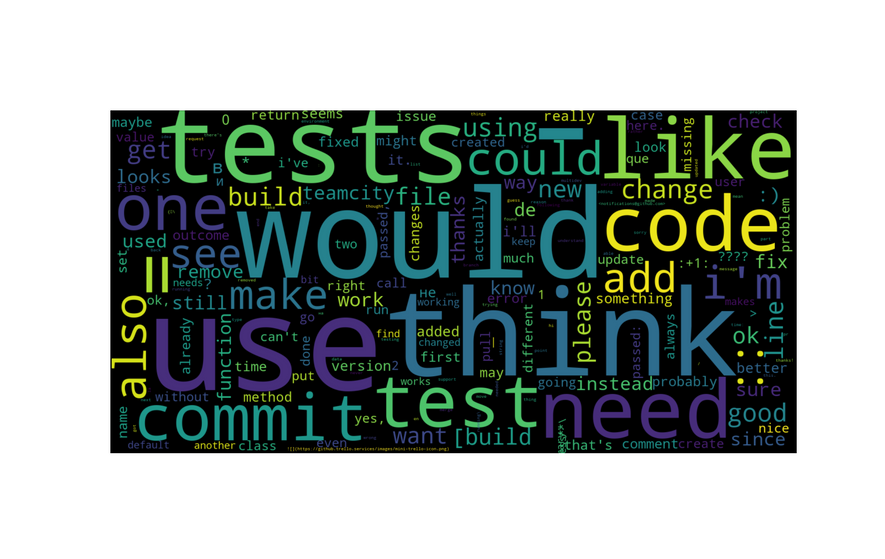 maybe
0
return
seems
issue
really
case
here.
check
value
try
fixed
might
using
created
missing
like
get
tests
i've
it
could
look
que
looks
*
B
build
teamcity
file
way
new
change
user
:)
one
thanks
de
code
problem
used
outcome
would
two
passed
changes
actually
i'll
keep
????
set
see
much
update
:+1:
fix
needs?
remove
bit
right
call
know
add
i'm
ok,
still
make
work
не
working
error
1
something
makes
>
=
run
please
also
use
think
go
added
pull
different
always
passed:
line
already
function
can't
done
find
changed
first
ok
::
time
version
2
may
better
put
works
going
instead
probably
sure
without
method
name
commit
test
need
good
yes,
nice
want
[build
since
default
another
class
even
that's
comment
create
![](https://github.trello.services/images/mini-trello-icon.png)